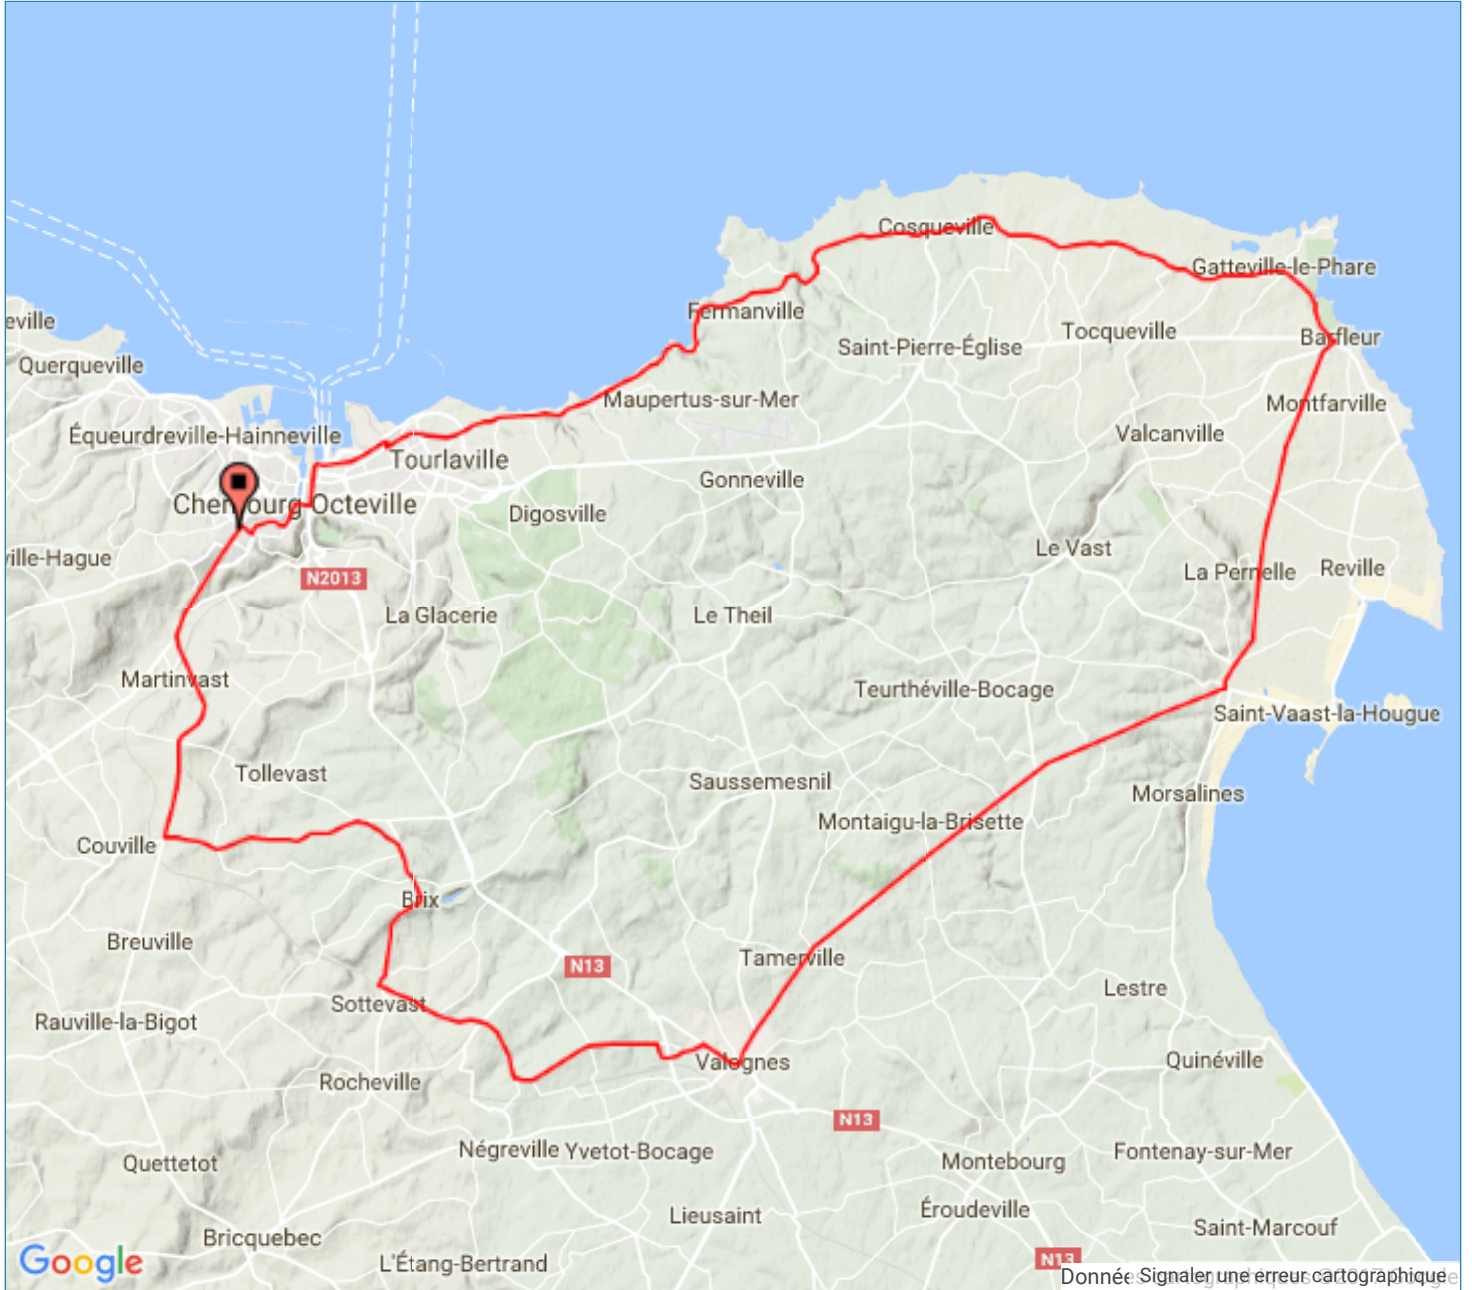 Cosqueville
Gatteville-le-Phare
Fermanville
eville
Tocqueville
Barfleur
Saint-Pierre-Église
Querqueville
Maupertus-sur-Mer
Montfarville
Équeurdreville-Hainneville
Valcanville
Tourlaville
Gonneville
Cherbourg-Octeville
Digosville
Le Vast
ville-Hague
La Pernelle
Reville
N2013
La Glacerie
Le Theil
Martinvast
Teurthéville-Bocage
Saint-Vaast-la-Hougue
Tollevast
Saussemesnil
Morsalines
Montaigu-la-Brisette
Couville
Brix
Breuville
Tamerville
N13
Lestre
Sottevast
Rauville-la-Bigot
Valognes
Quinéville
Rocheville
N13
Négreville
Yvetot-Bocage
Fontenay-sur-Mer
Quettetot
Montebourg
Éroudeville
Lieusaint
Saint-Marcouf
Bricquebec
L'Étang-Bertrand
N13
Google
Données cartographiques ©2017 Google
Signaler une erreur cartographique